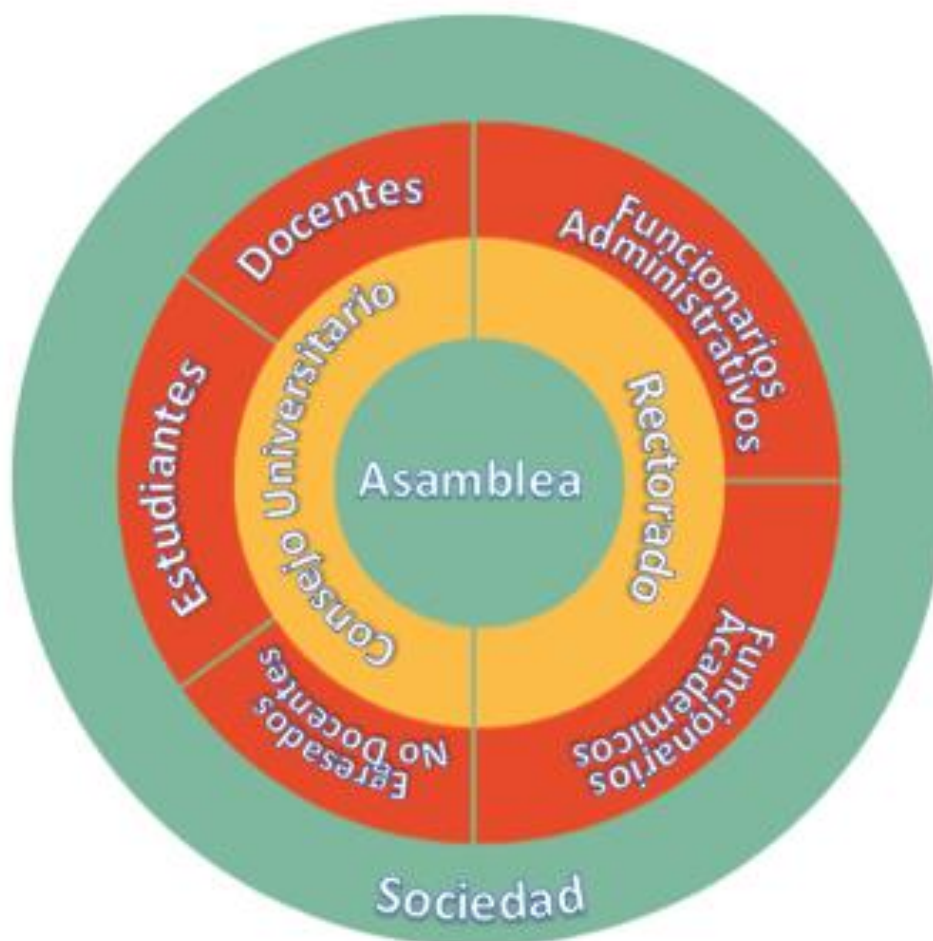 Docentes
Funcionarios
Administrativos
Estudiantes
Consejo Universitario
Asamblea
Rectorado
Egresados
No Docentes
Funcionarios
Académicos
Sociedad